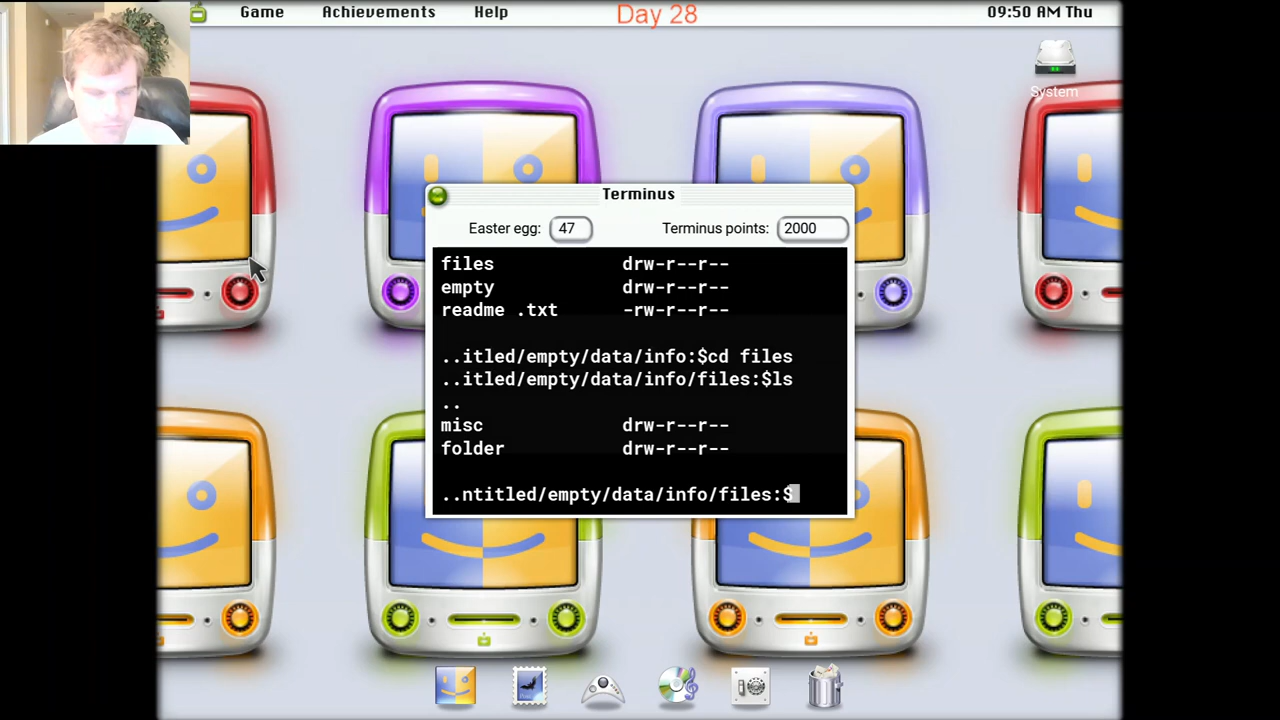 Game Achievements Help Day 28 09:50 AM Thu
System
Terminus
Easter egg: 47 Terminus points: 2000
files drw-r--r--
empty drw-r--r--
readme .txt -rw-r--r--
..itled/empty/data/info:$cd files
..itled/empty/data/info/files:$ls
..
misc drw-r--r--
folder drw-r--r--
..ntitled/empty/data/info/files:$